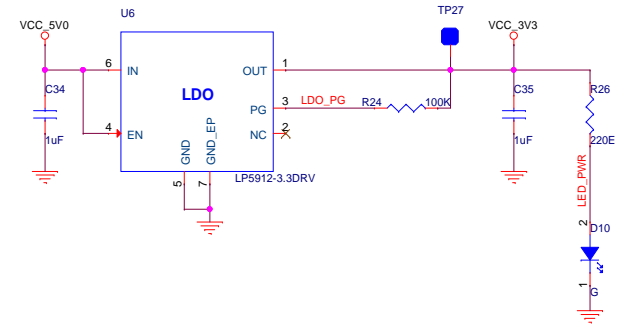 U6
TP27
VCC_5V0
VCC_3V3
6
IN
OUT
1
C34
LDO
PG
3
LDO_PG
R24
100K
C35
R26
4
EN
NC
2
1uF
1uF
220E
GND
GND_EP
5
7
LP5912-3.3DRV
LED_PWR
2
D10
1
G